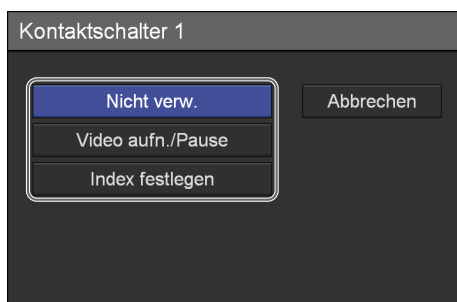 Kontaktschalter 1
Nicht verw.
Abbrechen
Video aufn./Pause
Index festlegen